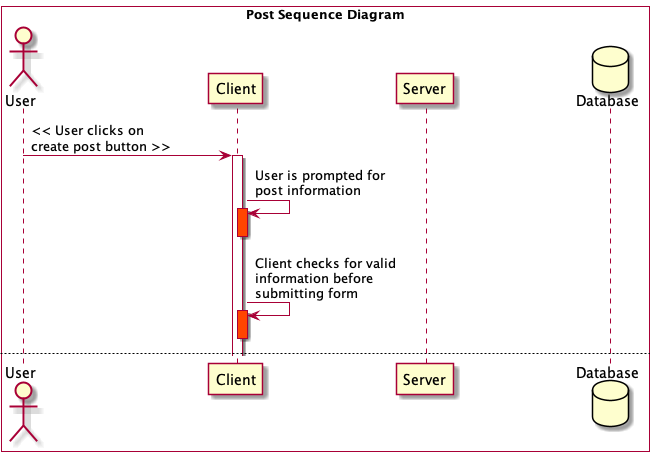 Post Sequence Diagram
User
Client
Server
Database
<< User clicks on
create post button >>
User is prompted for
post information
Client checks for valid
information before
submitting form
User
Client
Server
Database